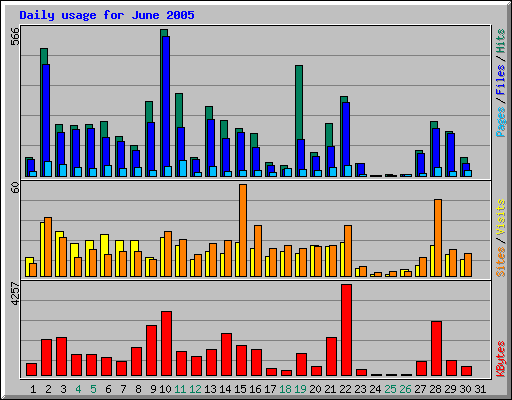 Daily usage for June 2005
566
Pages / Files / Hits
60
Sites / Visits
4257
KBytes
1 2 3 4 5 6 7 8 9 10 11 12 13 14 15 16 17 18 19 20 21 22 23 24 25 26 27 28 29 30 31